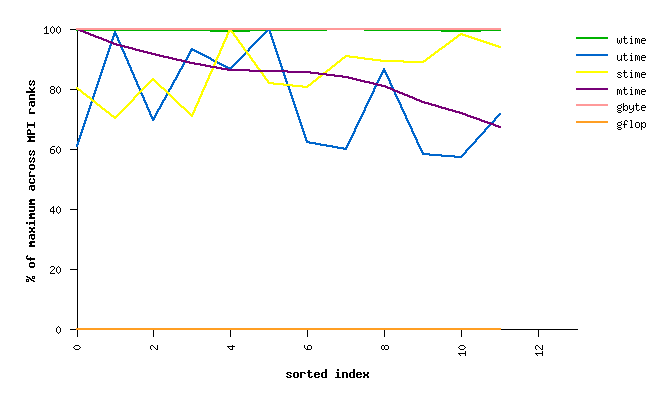 100
80
60
40
20
0
% of maximum across MPI ranks
0 2 4 6 8 10 12
sorted index
wtime
utime
stime
mtime
gbyte
gflop